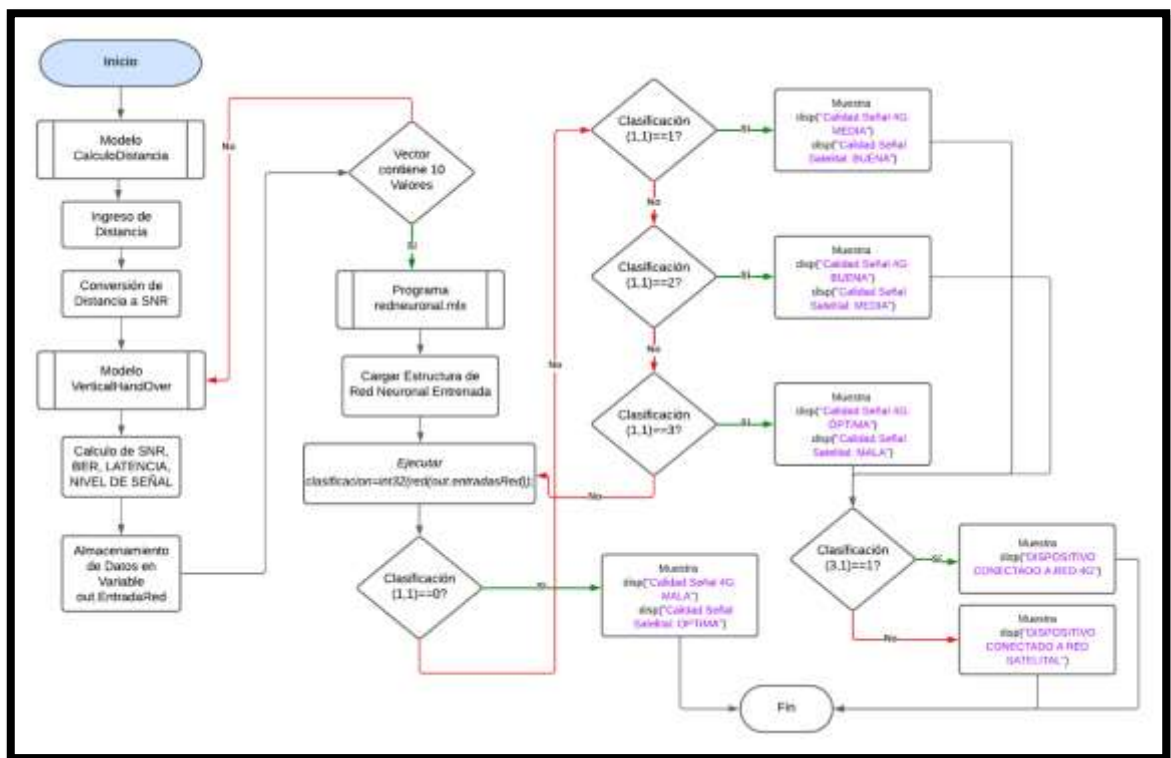 Inicio
Modelo
CalculoDistancia
Ingreso de
Distancia
Conversión de
Distancia a SNR
Modelo
VerticalHandOver
Calculo de SNR,
BER, LATENCIA,
NIVEL DE SEÑAL
Almacenamiento
de Datos en
Variable
out.EntradaRed
No
Vector
contiene 10
Valores
Si
Programa
redneuronal.mlx
Cargar Estructura de
Red Neuronal Entrenada
Ejecutar
clasificacion=int32(red(out.entradasRed));
Clasificación
(1,1)==0?
Si
Muestra
disp("Calidad Señal 4G:
MALA")
disp("Calidad Señal
Satelital: OPTIMA")
No
Clasificación
(1,1)==1?
Si
Muestra
disp("Calidad Señal 4G:
MEDIA")
disp("Calidad Señal
Satelital: BUENA")
No
Clasificación
(1,1)==2?
Si
Muestra
disp("Calidad Señal 4G:
BUENA")
disp("Calidad Señal
Satelital: MEDIA")
No
Clasificación
(1,1)==3?
Si
Muestra
disp("Calidad Señal 4G:
ÓPTIMA")
disp("Calidad Señal
Satelital: MALA")
No
Clasificación
(3,1)==1?
Si
Muestra
disp("DISPOSITIVO
CONECTADO A RED 4G")
No
Muestra
disp("DISPOSITIVO
CONECTADO A RED
SATELITAL")
Fin